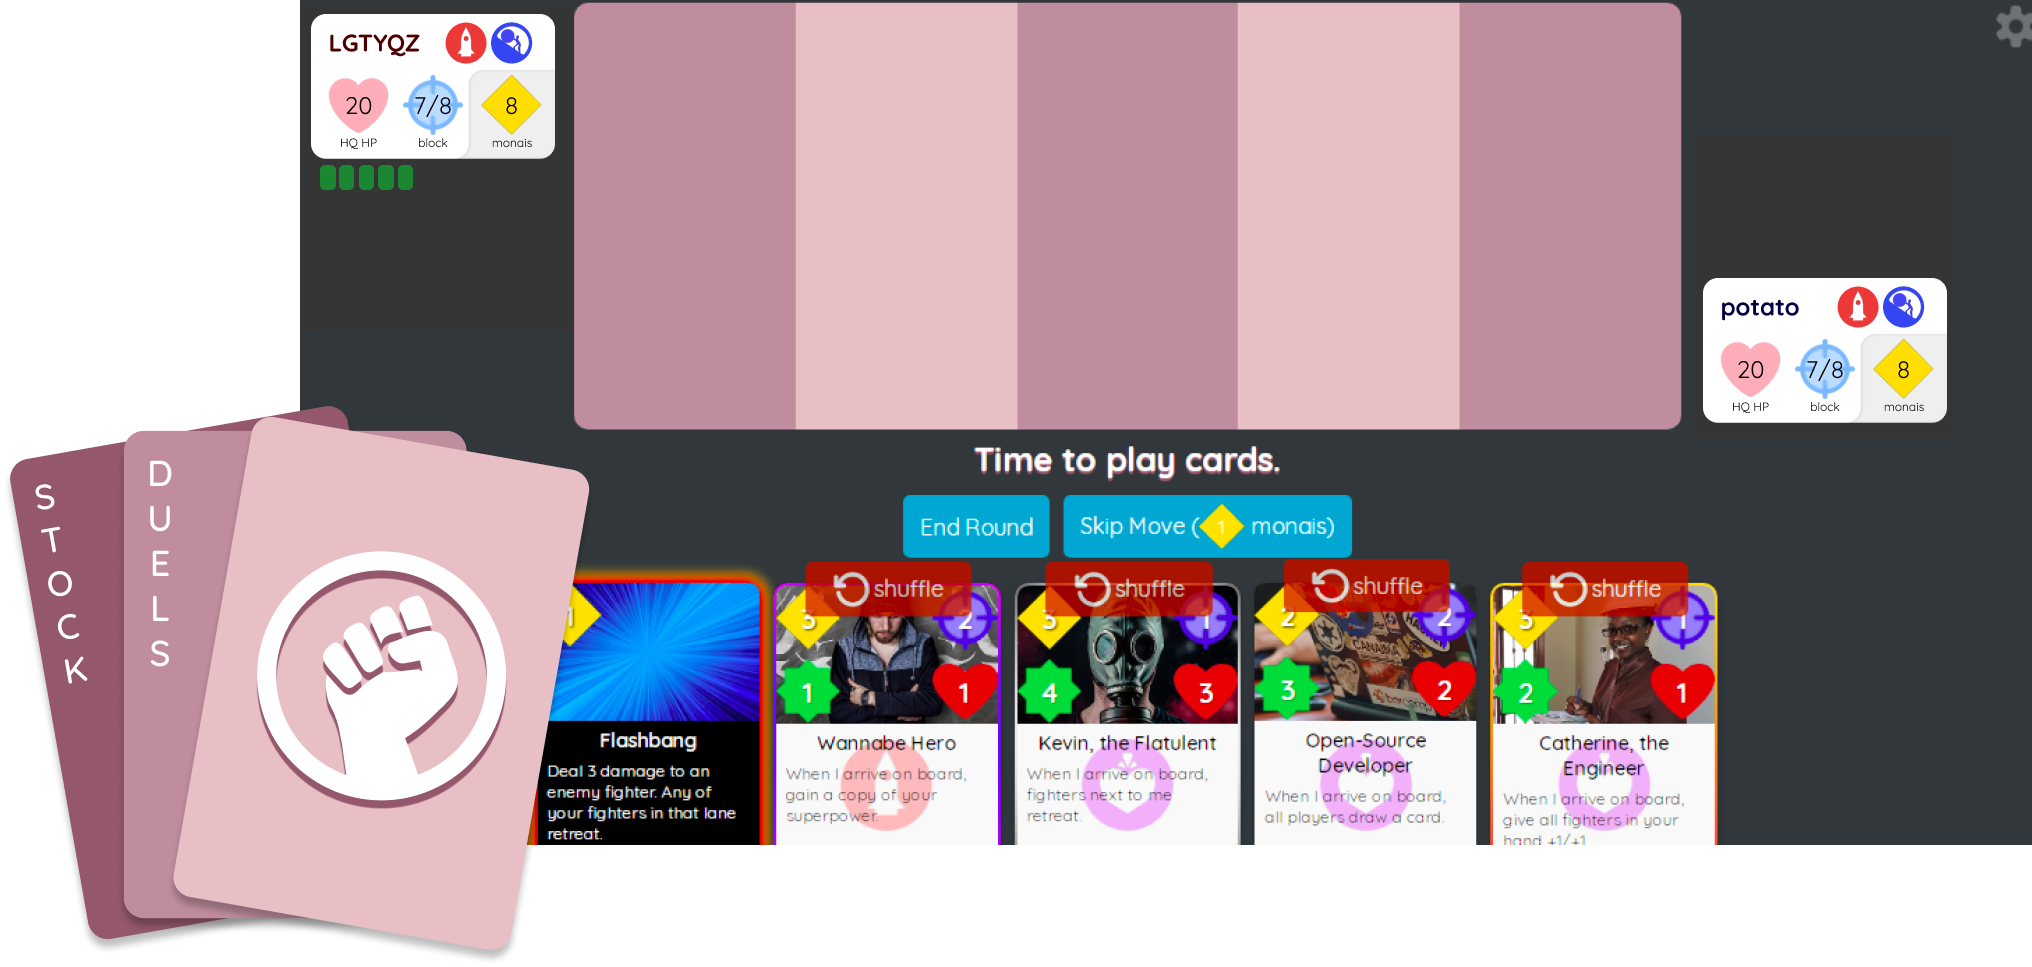 LGTYQZ
20
7/8
8
HQ HP
block
monais
potato
20
7/8
8
HQ HP
block
monais
Time to play cards.
End Round
Skip Move (1 monais)
STOCK
DUELS
1
Flashbang
Deal 3 damage to an
enemy fighter. Any of
your fighters in that lane
retreat.
shuffle
3
2
1
1
Wannabe Hero
When I arrive on board,
gain a copy of your
superpower.
shuffle
3
1
4
3
Kevin, the Flatulent
When I arrive on board,
fighters next to me
retreat.
shuffle
2
2
3
2
CANAIMA
Open-Source
Developer
When I arrive on board,
all players draw a card.
shuffle
3
1
2
1
Catherine, the
Engineer
When I arrive on board,
give all fighters in your
hand +1/+1